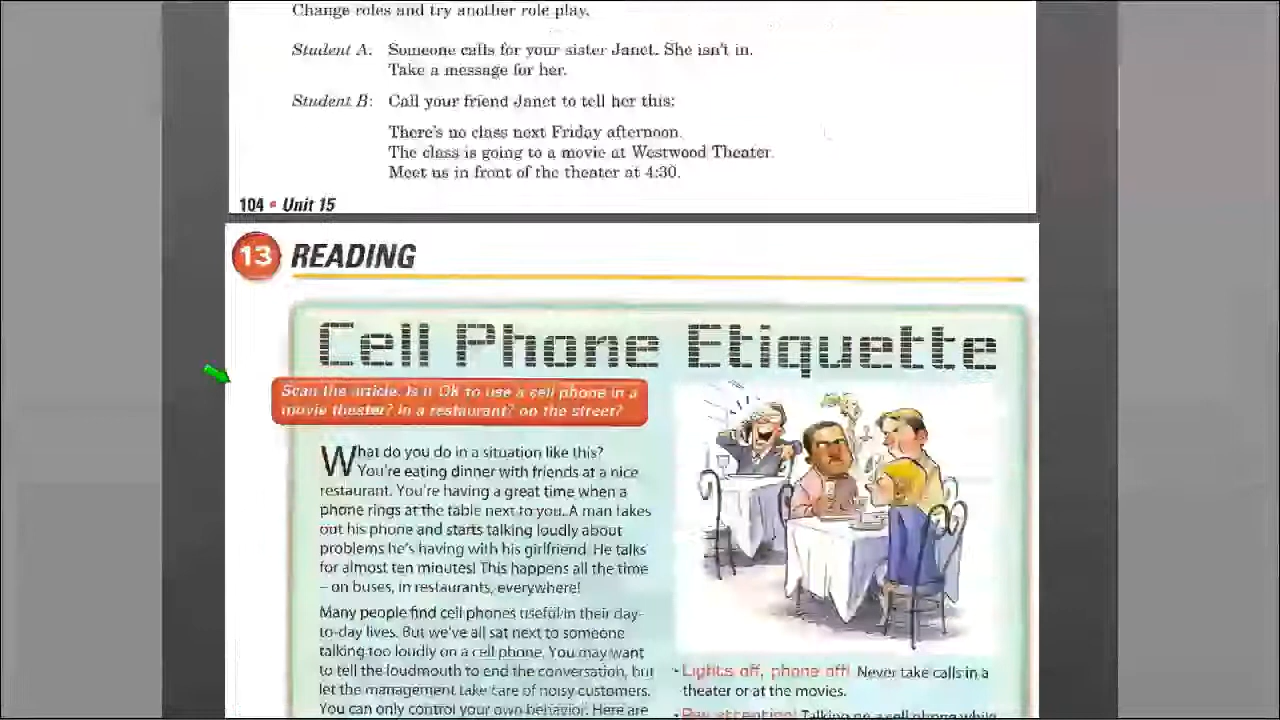 Change roles and try another role play.
Student A: Someone calls for your sister Janet. She isn't in.
Take a message for her.
Student B: Call your friend Janet to tell her this:
There's no class next Friday afternoon.
The class is going to a movie at Westwood Theater.
Meet us in front of the theater at 4:30.
104 • Unit 15
13 READING
Cell Phone Etiquette
Scan the article. Is it Ok to use a cell phone in a
movie theater? In a restaurant? on the street?
What do you do in a situation like this?
You're eating dinner with friends at a nice
restaurant. You're having a great time when a
phone rings at the table next to you. A man takes
out his phone and starts talking loudly about
problems he's having with his girlfriend. He talks
for almost ten minutes! This happens all the time
– on buses, in restaurants, everywhere!
Many people find cell phones useful in their day-
to-day lives. But we've all sat next to someone
talking too loudly on a cell phone. You may want
to tell the loudmouth to end the conversation, but
let the management take care of noisy customers.
You can only control your own behavior. Here are
• Lights off, phone off! Never take calls in a
theater or at the movies.
• Pay attention! Talking on a cell phone while